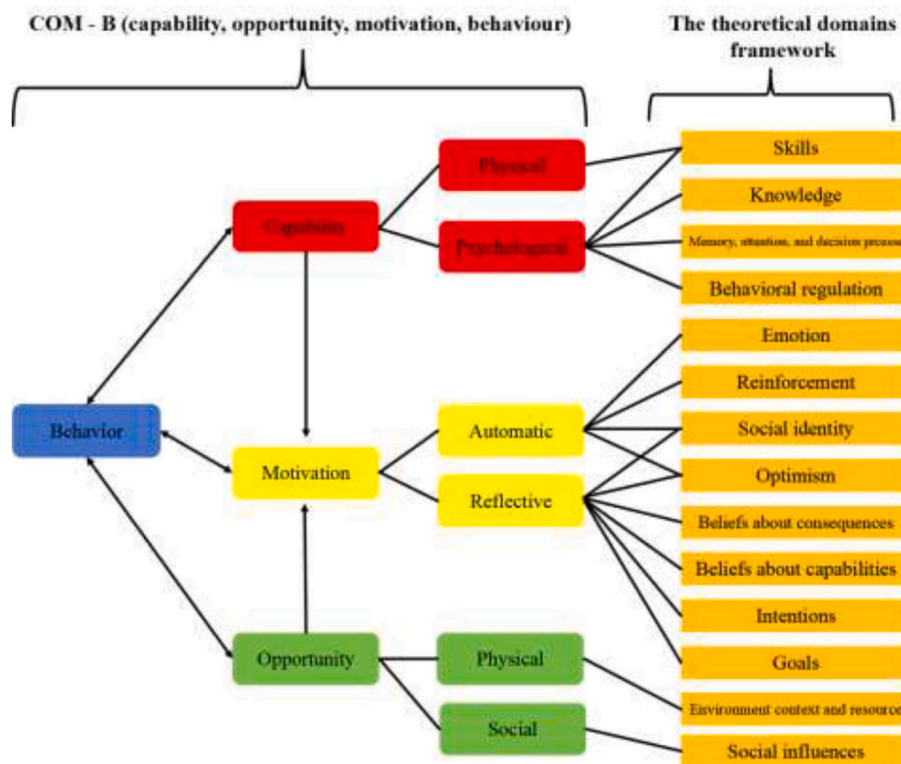 COM - B (capability, opportunity, motivation, behaviour)
The theoretical domains
framework
Physical
Skills
Knowledge
Capability
Psychological
Memory, attention, and decision
Behavioral regulation
Emotion
Reinforcement
Behavior
Automatic
Social identity
Motivation
Optimism
Reflective
Beliefs about consequences
Beliefs about capabilities
Intentions
Opportunity
Physical
Goals
Environment context and resource
Social
Social influences